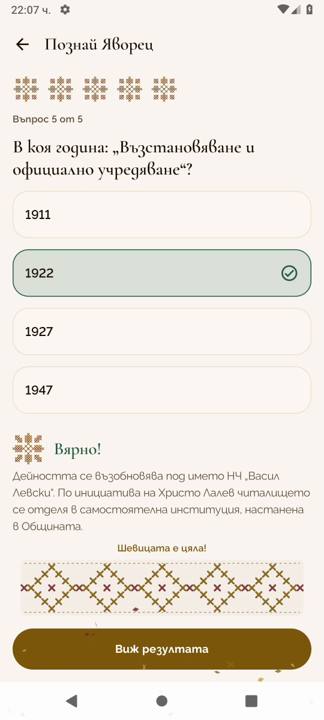 22:07 ч.
Познай Яворец
Въпрос 5 от 5
В коя година: „Възстановяване и
официално учредяване“?
1911
1922
1927
1947
Вярно!
Дейността се възобновява под името НЧ „Васил
Левски“. По инициатива на Христо Лалев читалището
се отделя в самостоятелна институция, настанена
в Общината.
Шевицата е цяла!
Виж резултата